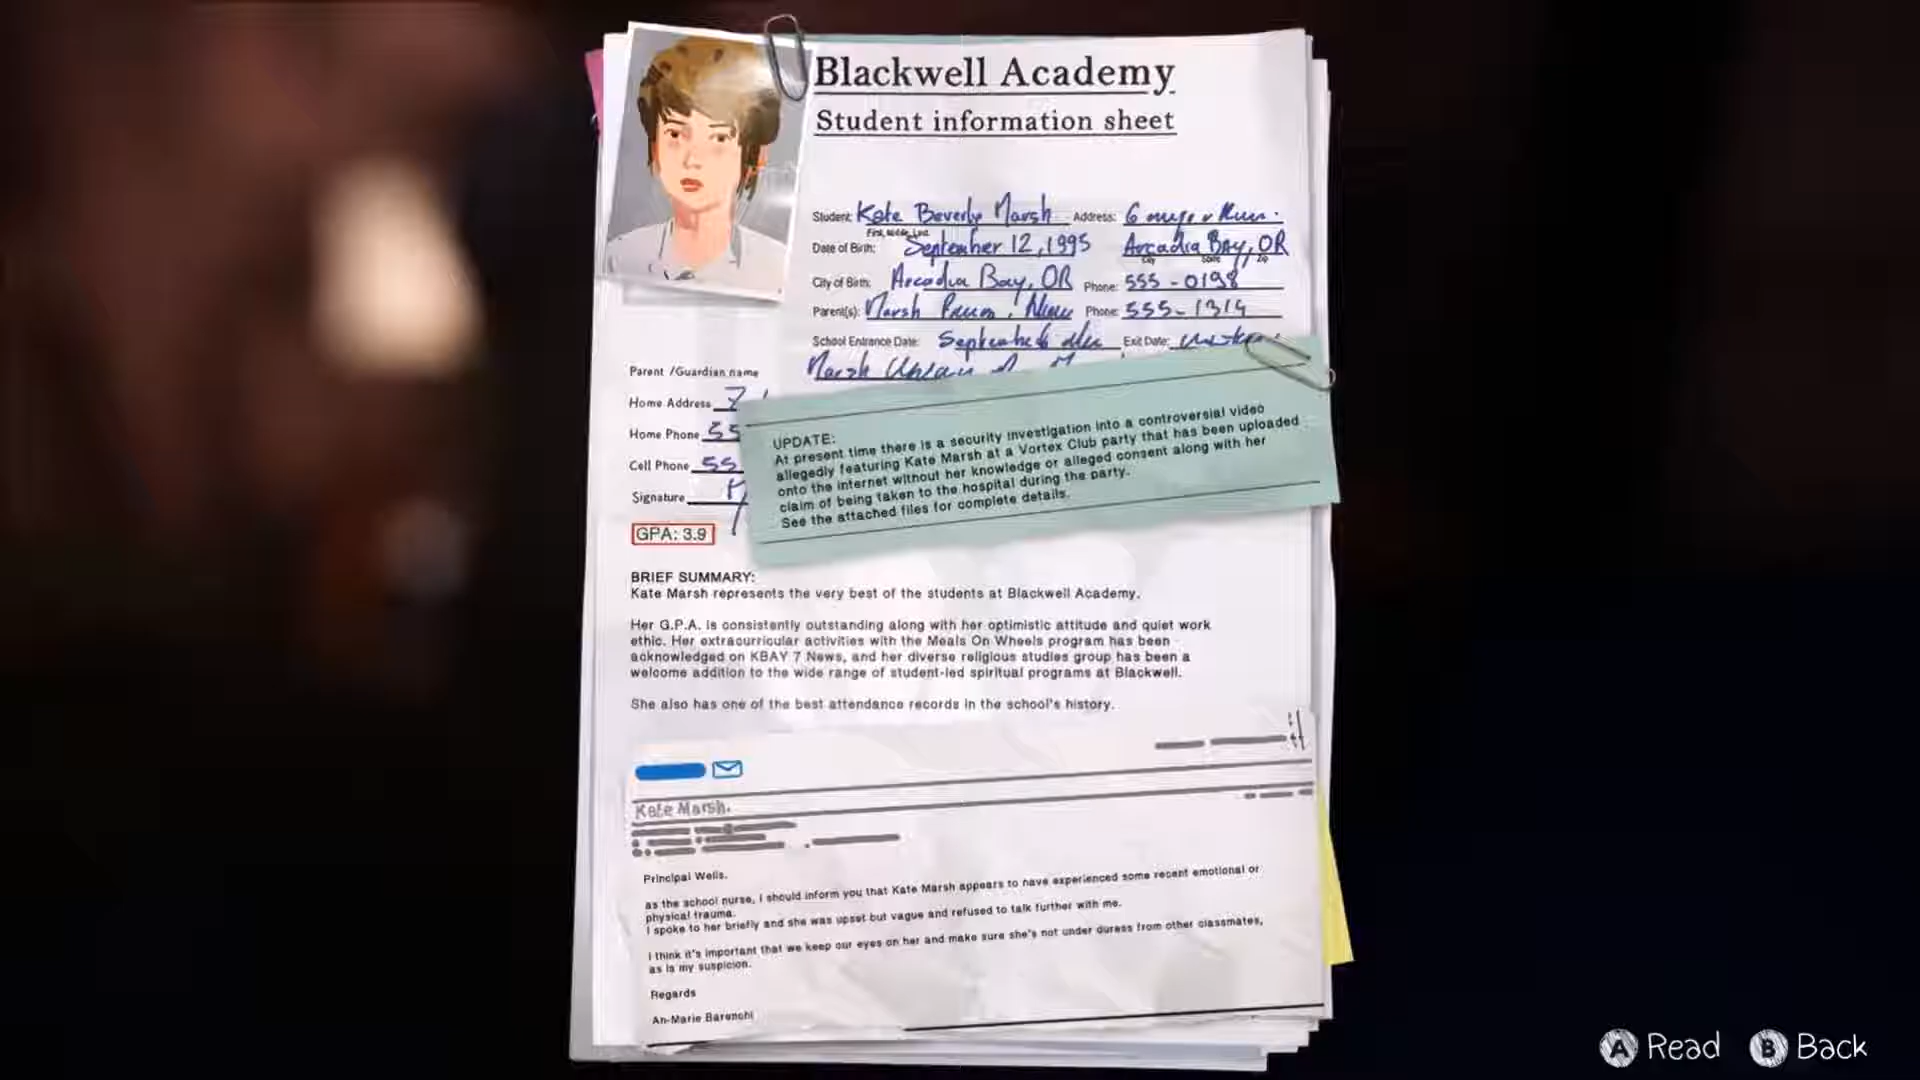 Blackwell Academy
Student information sheet
Student: Kate Beverly Marsh Address: 6
First, Middle, Last
Date of Birth: September 12, 1995 Arcadia Bay, OR
City State Zip
City of Birth: Arcadia Bay, OR Phone: 555-0198
Parent(s): Marsh Phone: 555-1314
School Entrance Date: Exit Date:
Marsh
Parent /Guardian name
Home Address
Home Phone 55
Cell Phone 55
Signature
UPDATE:
At present time there is a security investigation into a controversial video
allegedly featuring Kate Marsh at a Vortex Club party that has been uploaded
onto the internet without her knowledge or alleged consent along with her
claim of being taken to the hospital during the party.
See the attached files for complete details.
GPA: 3.9
BRIEF SUMMARY:
Kate Marsh represents the very best of the students at Blackwell Academy.
Her G.P.A. is consistently outstanding along with her optimistic attitude and quiet work
ethic. Her extracurricular activities with the Meals On Wheels program has been
acknowledged on KBAY 7 News, and her diverse religious studies group has been a
welcome addition to the wide range of student-led spiritual programs at Blackwell.
She also has one of the best attendance records in the school's history.
Kate Marsh.
Principal Wells.
as the school nurse, I should inform you that Kate Marsh appears to have experienced some recent emotional or
physical trauma.
I spoke to her briefly and she was upset but vague and refused to talk further with me.
I think it's important that we keep our eyes on her and make sure she's not under duress from other classmates,
as is my suspicion.
Regards
An-Marie Barenchi
A Read B Back